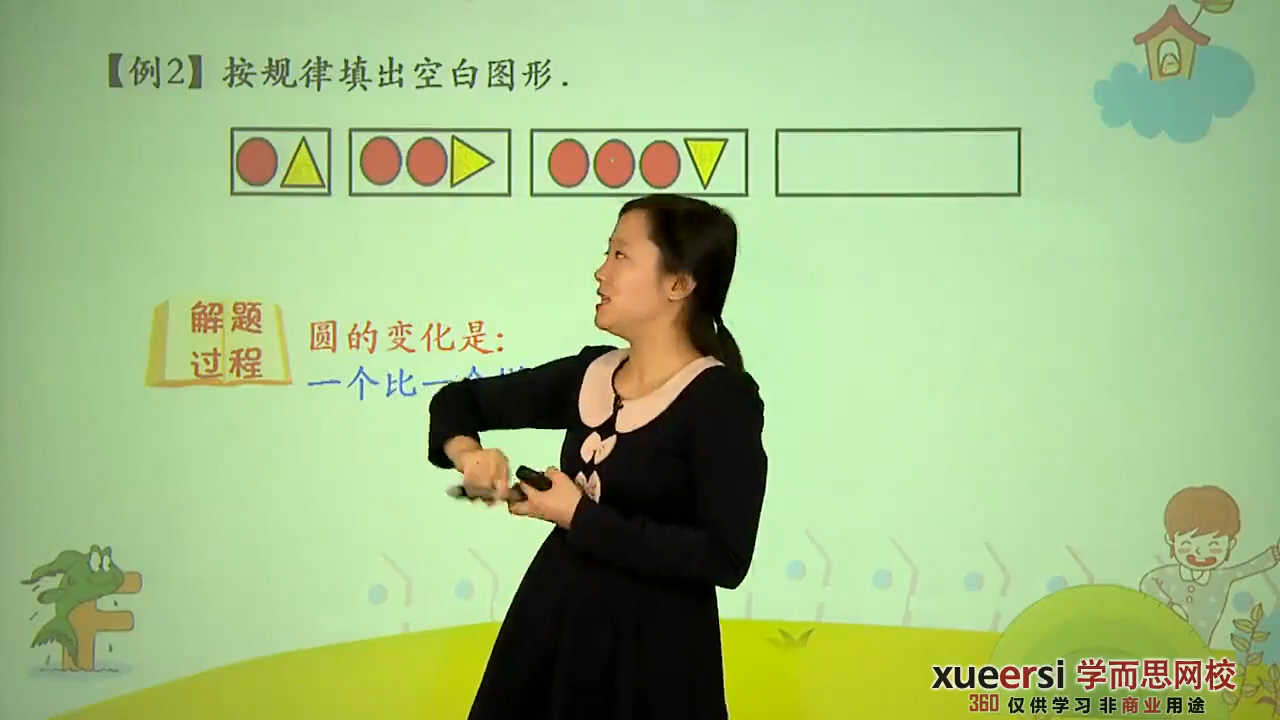 【例2】按规律填出空白图形.
解题
过程
圆的变化是:
一个比一个
xueersi 学而思网校
360 仅供学习 非商业用途